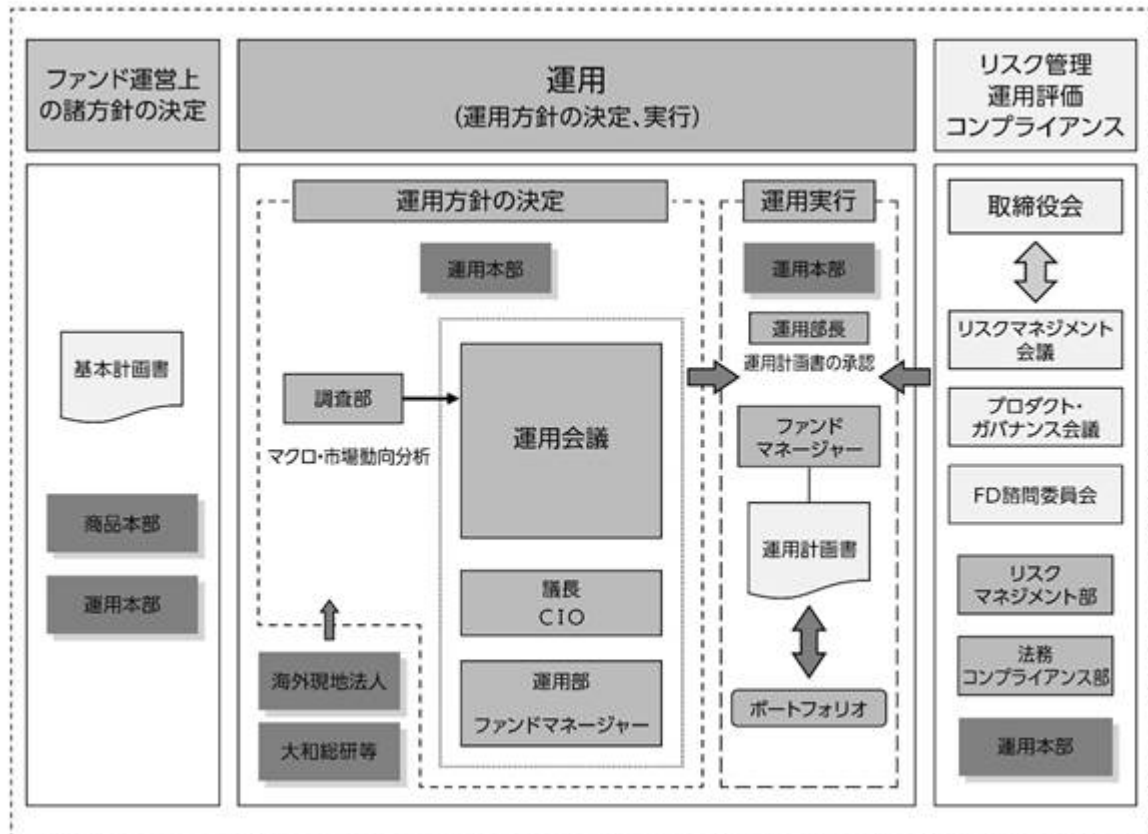 ファンド運営上
の諸方針の決定
運用
(運用方針の決定、実行)
リスク管理
運用評価
コンプライアンス
基本計画書
商品本部
運用本部
運用方針の決定
運用本部
調査部
マクロ・市場動向分析
運用会議
議長
CIO
運用部
ファンドマネージャー
海外現地法人
大和総研等
運用実行
運用本部
運用部長
運用計画書の承認
ファンド
マネージャー
運用計画書
ポートフォリオ
取締役会
リスクマネジメント
会議
プロダクト・
ガバナンス会議
FD諮問委員会
リスク
マネジメント部
法務
コンプライアンス部
運用本部